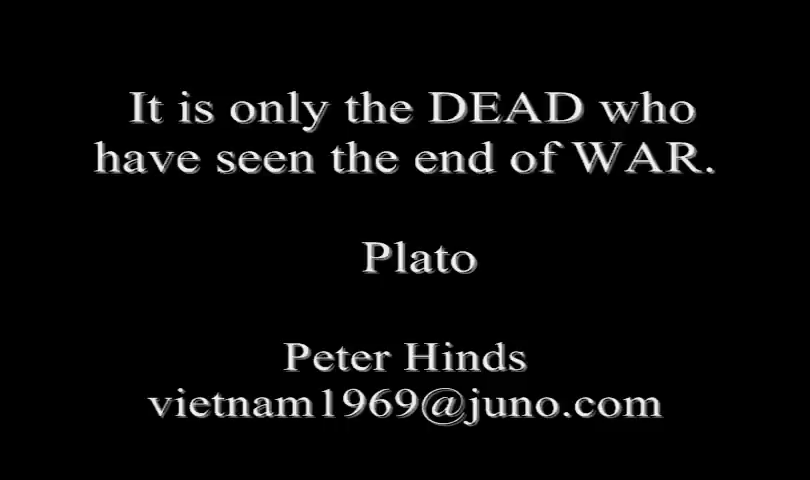 It is only the DEAD who
have seen the end of WAR.
Plato
Peter Hinds
vietnam1969@juno.com